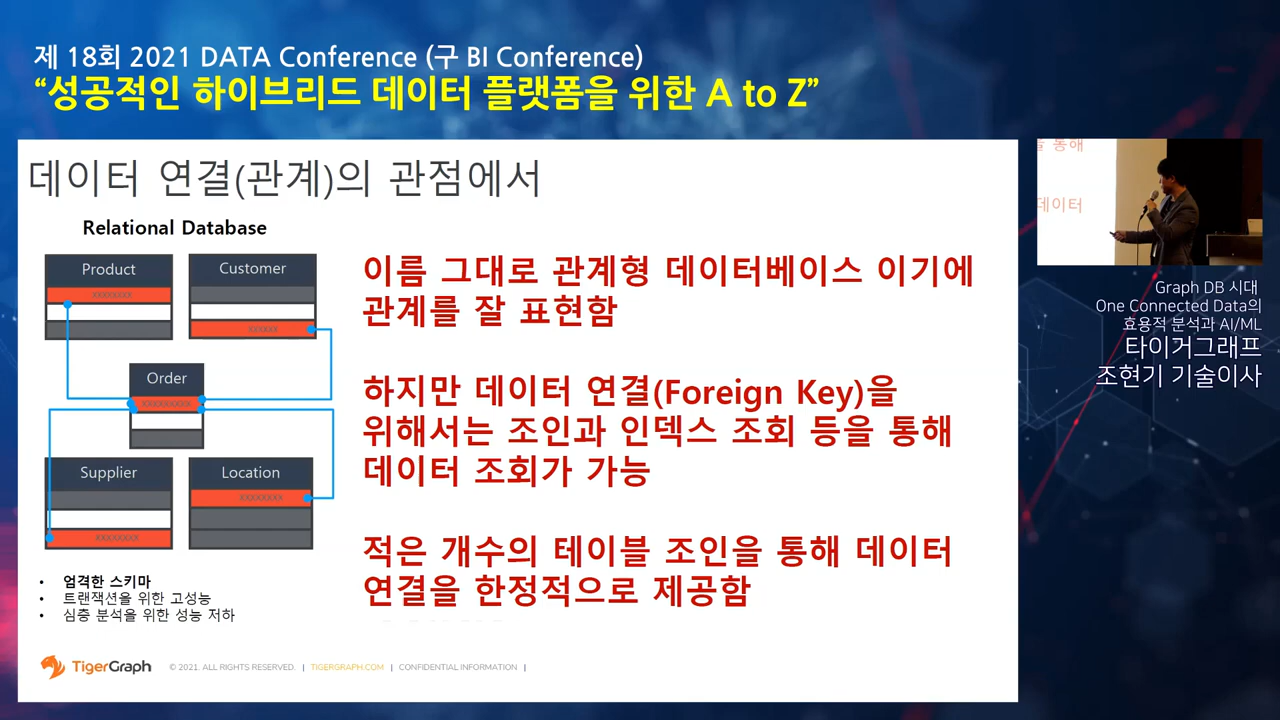 제 18회 2021 DATA Conference (구 BI Conference)
“성공적인 하이브리드 데이터 플랫폼을 위한 A to Z”
데이터 연결(관계)의 관점에서
Relational Database
Product
XXXXXXXX
Customer
XXXXXX
Order
XXXXXXXXXX
Supplier
XXXXXXXXX
Location
XXXXXXXX
• 엄격한 스키마
• 트랜잭션을 위한 고성능
• 심층 분석을 위한 성능 저하
이름 그대로 관계형 데이터베이스 이기에
관계를 잘 표현함
하지만 데이터 연결(Foreign Key)을
위해서는 조인과 인덱스 조회 등을 통해
데이터 조회가 가능
적은 개수의 테이블 조인을 통해 데이터
연결을 한정적으로 제공함
TigerGraph
© 2021. ALL RIGHTS RESERVED. | TIGERGRAPH.COM | CONFIDENTIAL INFORMATION |
을 통해
데이터
Graph DB 시대
One Connected Data의
효용적 분석과 AI/ML
타이거그래프
조현기 기술이사